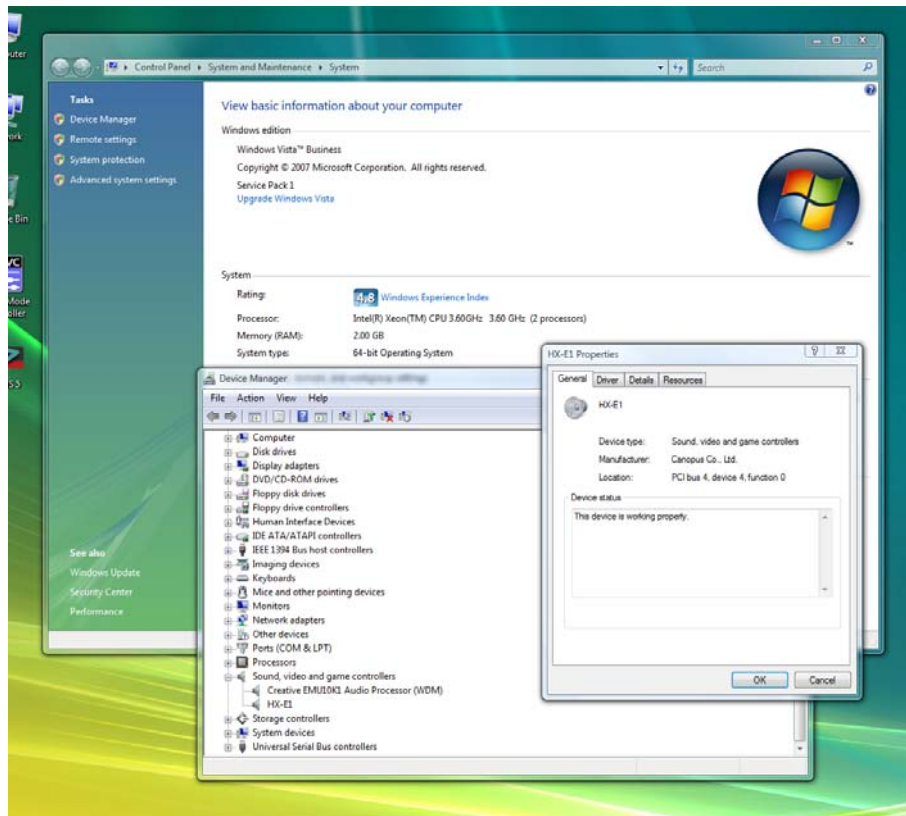 uter
Control Panel ▸ System and Maintenance ▸ System
Search
ork
e Bin
VC
Mode
oller
5.5
Tasks
Device Manager
Remote settings
System protection
Advanced system settings
See also
Windows Update
Security Center
Performance
View basic information about your computer
Windows edition
Windows Vista™ Business
Copyright © 2007 Microsoft Corporation. All rights reserved.
Service Pack 1
Upgrade Windows Vista
TM
System
Rating:
4,8 Windows Experience Index
Processor: Intel(R) Xeon(TM) CPU 3.60GHz 3.60 GHz (2 processors)
Memory (RAM): 2.00 GB
System type: 64-bit Operating System
Device Manager
File Action View Help
Computer
Disk drives
Display adapters
DVD/CD-ROM drives
Floppy disk drives
Floppy drive controllers
Human Interface Devices
IDE ATA/ATAPI controllers
IEEE 1394 Bus host controllers
Imaging devices
Keyboards
Mice and other pointing devices
Monitors
Network adapters
Other devices
Ports (COM & LPT)
Processors
Sound, video and game controllers
Creative EMU10K1 Audio Processor (WDM)
HX-E1
Storage controllers
System devices
Universal Serial Bus controllers
HX-E1 Properties
General Driver Details Resources
HX-E1
Device type: Sound, video and game controllers
Manufacturer: Canopus Co., Ltd.
Location: PCI bus 4, device 4, function 0
Device status
This device is working properly.
OK Cancel